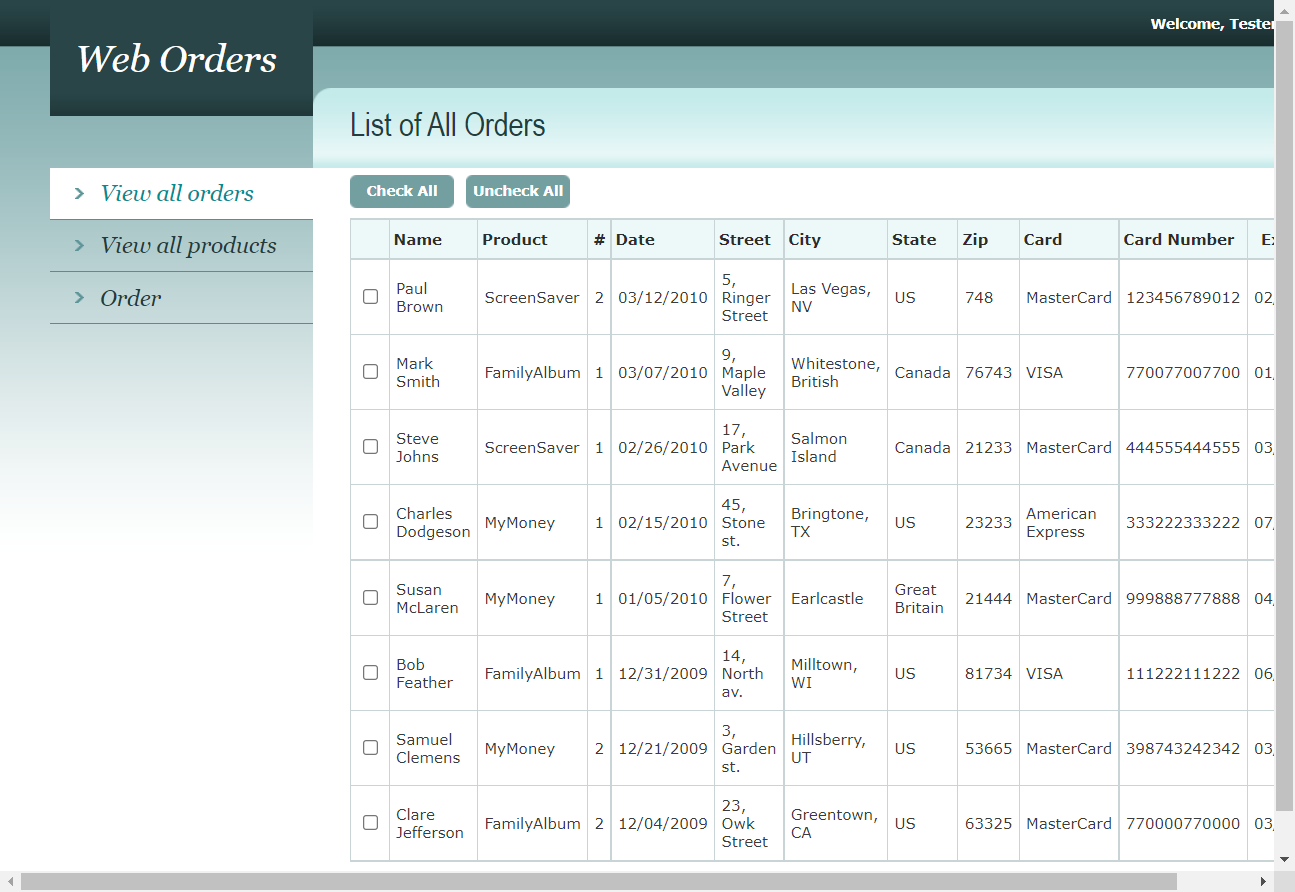 Welcome, Tester
Web Orders
List of All Orders
View all orders
View all products
Order
Check All Uncheck All
Name Product # Date Street City State Zip Card Card Number
Paul Brown ScreenSaver 2 03/12/2010 5, Ringer Street Las Vegas, NV US 748 MasterCard 123456789012 02/
Mark Smith FamilyAlbum 1 03/07/2010 9, Maple Valley Whitestone, British Canada 76743 VISA 770077007700 01/
Steve Johns ScreenSaver 1 02/26/2010 17, Park Avenue Salmon Island Canada 21233 MasterCard 444555444555 03/
Charles Dodgeson MyMoney 1 02/15/2010 45, Stone st. Bringtone, TX US 23233 American Express 333222333222 07/
Susan McLaren MyMoney 1 01/05/2010 7, Flower Street Earlcastle Great Britain 21444 MasterCard 999888777888 04/
Bob Feather FamilyAlbum 1 12/31/2009 14, North av. Milltown, WI US 81734 VISA 111222111222 06/
Samuel Clemens MyMoney 2 12/21/2009 3, Garden st. Hillsberry, UT US 53665 MasterCard 398743242342 03/
Clare Jefferson FamilyAlbum 2 12/04/2009 23, Owk Street Greentown, CA US 63325 MasterCard 770000770000 03/